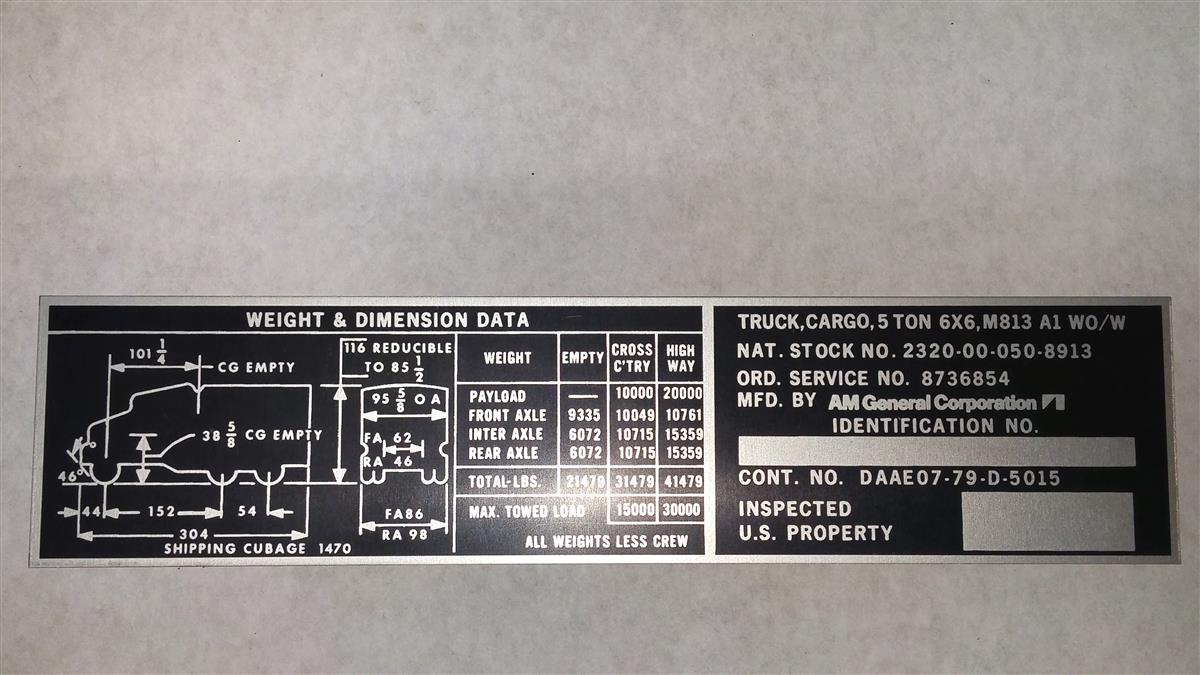 WEIGHT & DIMENSION DATA
101 1/4
CG EMPTY
38 5/8 CG EMPTY
46°
44
152
54
304
SHIPPING CUBAGE 1470
116 REDUCIBLE
TO 85 1/2
95 5/8 O A
FA 62
RA 46
FA86
RA 98
WEIGHT EMPTY CROSS C'TRY HIGH WAY
PAYLOAD — 10000 20000
FRONT AXLE 9335 10049 10761
INTER AXLE 6072 10715 15359
REAR AXLE 6072 10715 15359
TOTAL-LBS. 21479 31479 41479
MAX. TOWED LOAD 15000 30000
ALL WEIGHTS LESS CREW
TRUCK,CARGO,5 TON 6X6,M813 A1 WO/W
NAT. STOCK NO. 2320-00-050-8913
ORD. SERVICE NO. 8736854
MFD. BY AM General Corporation
IDENTIFICATION NO.
CONT. NO. DAAE07-79-D-5015
INSPECTED
U.S. PROPERTY